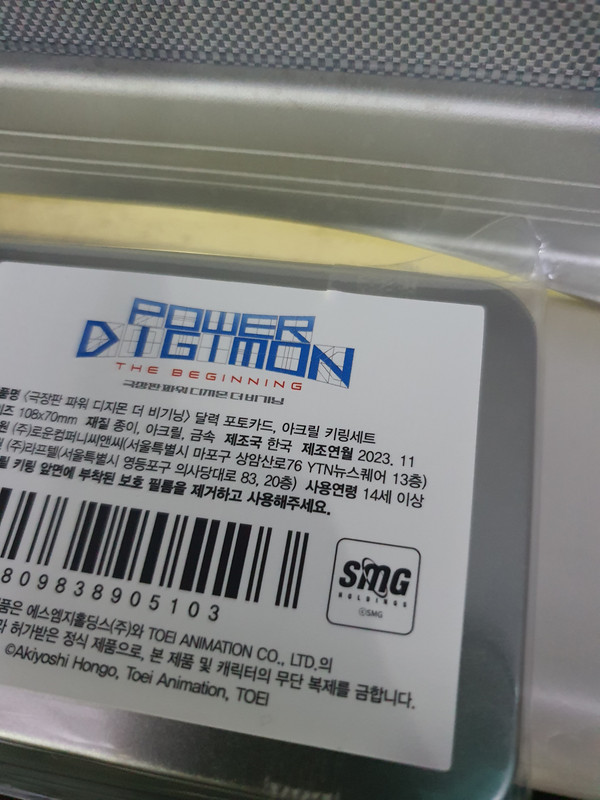 POWER
DIGIMON
THE BEGINNING
극장판 파워 디지몬 더 비기닝
품명 〈극장판 파워 디지몬 더 비기닝〉 달력 포토카드, 아크릴 키링세트
108x70mm 재질 종이, 아크릴, 금속 제조국 한국 제조연월 2023. 11
(주)로운컴퍼니씨앤씨(서울특별시 마포구 상암산로76 YTN뉴스퀘어 13층)
(주)라프텔(서울특별시 영등포구 의사당대로 83, 20층) 사용연령 14세 이상
키링 앞면에 부착된 보호 필름을 제거하고 사용해주세요.
809838905103
SMG
HOLDINGS
©SMG
에스엠지홀딩스(주)와 TOEI ANIMATION CO., LTD.의
허가받은 정식 제품으로, 본 제품 및 캐릭터의 무단 복제를 금합니다.
©Akiyoshi Hongo, Toei Animation, TOEI